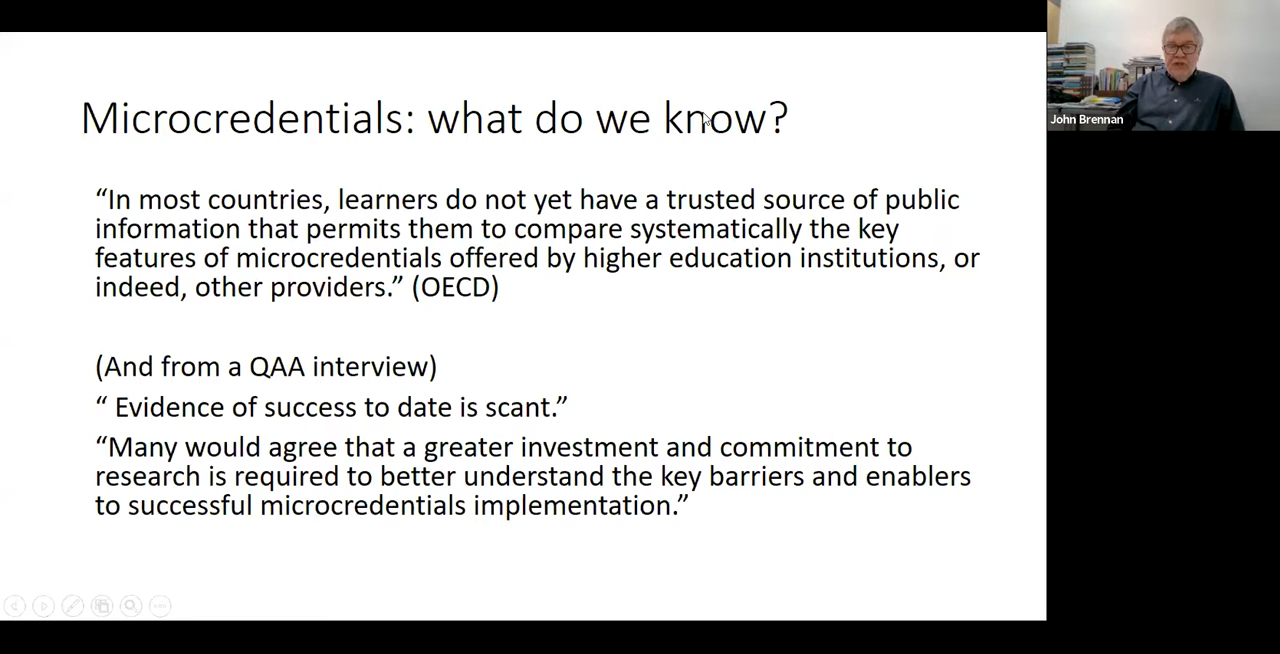 Microcredentials: what do we know?
“In most countries, learners do not yet have a trusted source of public
information that permits them to compare systematically the key
features of microcredentials offered by higher education institutions, or
indeed, other providers.” (OECD)
(And from a QAA interview)
“ Evidence of success to date is scant.”
“Many would agree that a greater investment and commitment to
research is required to better understand the key barriers and enablers
to successful microcredentials implementation.”
John Brennan